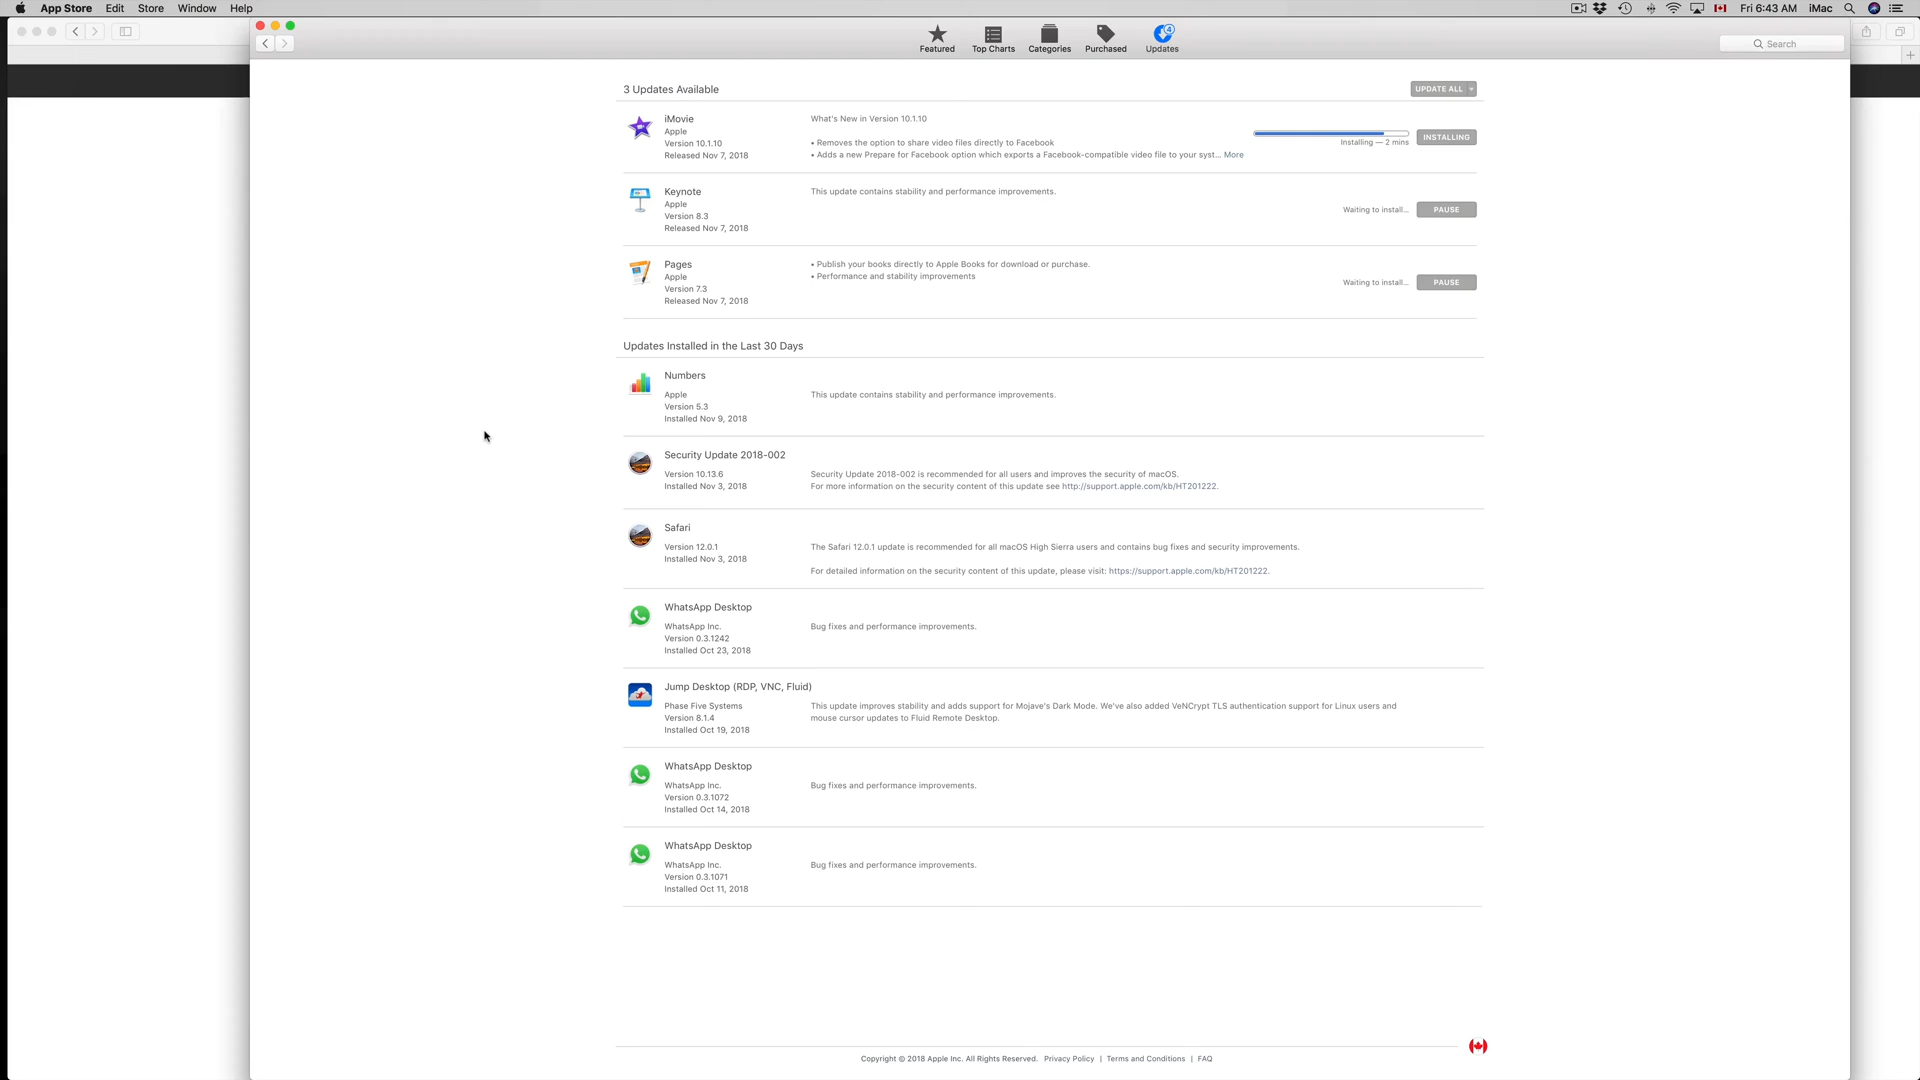 App Store Edit Store Window Help
Fri 6:43 AM iMac
Featured Top Charts Categories Purchased Updates
4
Search
3 Updates Available
UPDATE ALL
iMovie
Apple
Version 10.1.10
Released Nov 7, 2018
What's New in Version 10.1.10
• Removes the option to share video files directly to Facebook
• Adds a new Prepare for Facebook option which exports a Facebook-compatible video file to your syst... More
Installing — 2 mins
INSTALLING
Keynote
Apple
Version 8.3
Released Nov 7, 2018
This update contains stability and performance improvements.
Waiting to install...
PAUSE
Pages
Apple
Version 7.3
Released Nov 7, 2018
• Publish your books directly to Apple Books for download or purchase.
• Performance and stability improvements
Waiting to install...
PAUSE
Updates Installed in the Last 30 Days
Numbers
Apple
Version 5.3
Installed Nov 9, 2018
This update contains stability and performance improvements.
Security Update 2018-002
Version 10.13.6
Installed Nov 3, 2018
Security Update 2018-002 is recommended for all users and improves the security of macOS.
For more information on the security content of this update see http://support.apple.com/kb/HT201222.
Safari
Version 12.0.1
Installed Nov 3, 2018
The Safari 12.0.1 update is recommended for all macOS High Sierra users and contains bug fixes and security improvements.
For detailed information on the security content of this update, please visit: https://support.apple.com/kb/HT201222.
WhatsApp Desktop
WhatsApp Inc.
Version 0.3.1242
Installed Oct 23, 2018
Bug fixes and performance improvements.
Jump Desktop (RDP, VNC, Fluid)
Phase Five Systems
Version 8.1.4
Installed Oct 19, 2018
This update improves stability and adds support for Mojave's Dark Mode. We've also added VeNCrypt TLS authentication support for Linux users and
mouse cursor updates to Fluid Remote Desktop.
WhatsApp Desktop
WhatsApp Inc.
Version 0.3.1072
Installed Oct 14, 2018
Bug fixes and performance improvements.
WhatsApp Desktop
WhatsApp Inc.
Version 0.3.1071
Installed Oct 11, 2018
Bug fixes and performance improvements.
Copyright © 2018 Apple Inc. All Rights Reserved. Privacy Policy | Terms and Conditions | FAQ